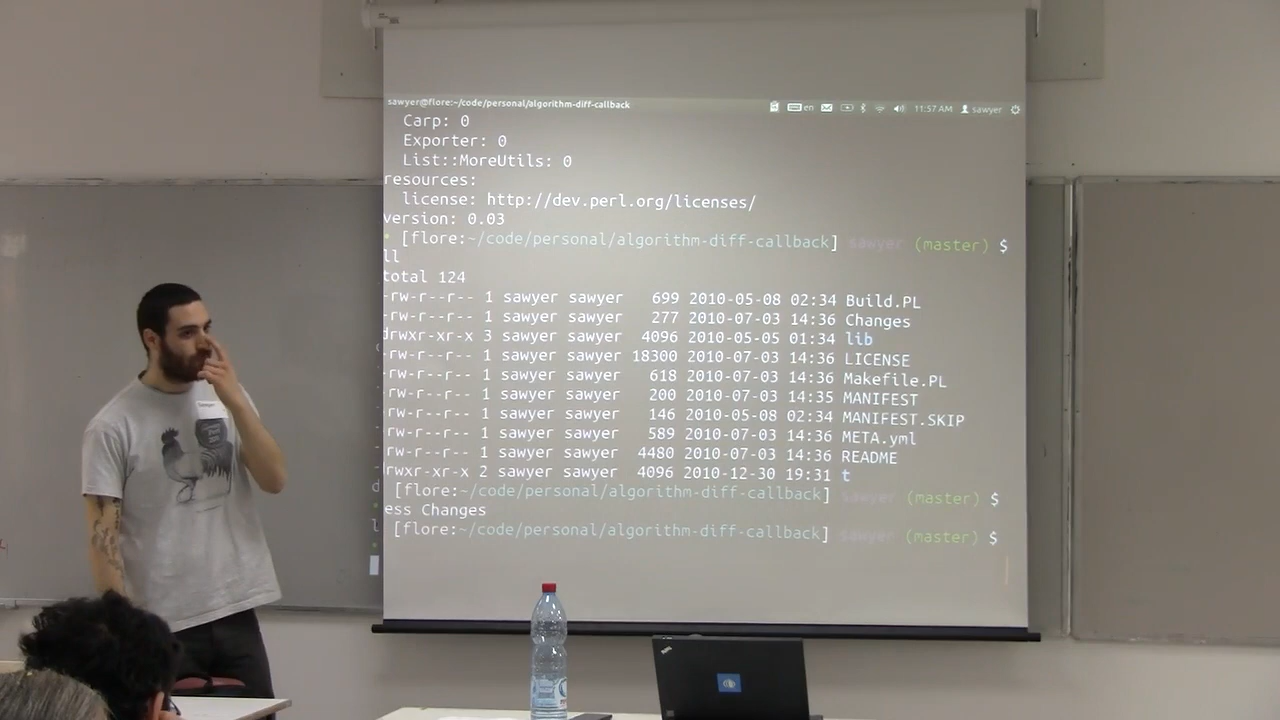 sawyer@flore:~/code/personal/algorithm-diff-callback en 11:57 AM sawyer
Carp: 0
Exporter: 0
List::MoreUtils: 0
resources:
license: http://dev.perl.org/licenses/
version: 0.03
[flore:~/code/personal/algorithm-diff-callback] sawyer (master) $
ll
total 124
-rw-r--r-- 1 sawyer sawyer 699 2010-05-08 02:34 Build.PL
-rw-r--r-- 1 sawyer sawyer 277 2010-07-03 14:36 Changes
drwxr-xr-x 3 sawyer sawyer 4096 2010-05-05 01:34 lib
-rw-r--r-- 1 sawyer sawyer 18300 2010-07-03 14:36 LICENSE
-rw-r--r-- 1 sawyer sawyer 618 2010-07-03 14:36 Makefile.PL
-rw-r--r-- 1 sawyer sawyer 200 2010-07-03 14:35 MANIFEST
-rw-r--r-- 1 sawyer sawyer 146 2010-05-08 02:34 MANIFEST.SKIP
-rw-r--r-- 1 sawyer sawyer 589 2010-07-03 14:36 META.yml
-rw-r--r-- 1 sawyer sawyer 4480 2010-07-03 14:36 README
rwxr-xr-x 2 sawyer sawyer 4096 2010-12-30 19:31 t
[flore:~/code/personal/algorithm-diff-callback] sawyer (master) $
ess Changes
[flore:~/code/personal/algorithm-diff-callback] sawyer (master) $